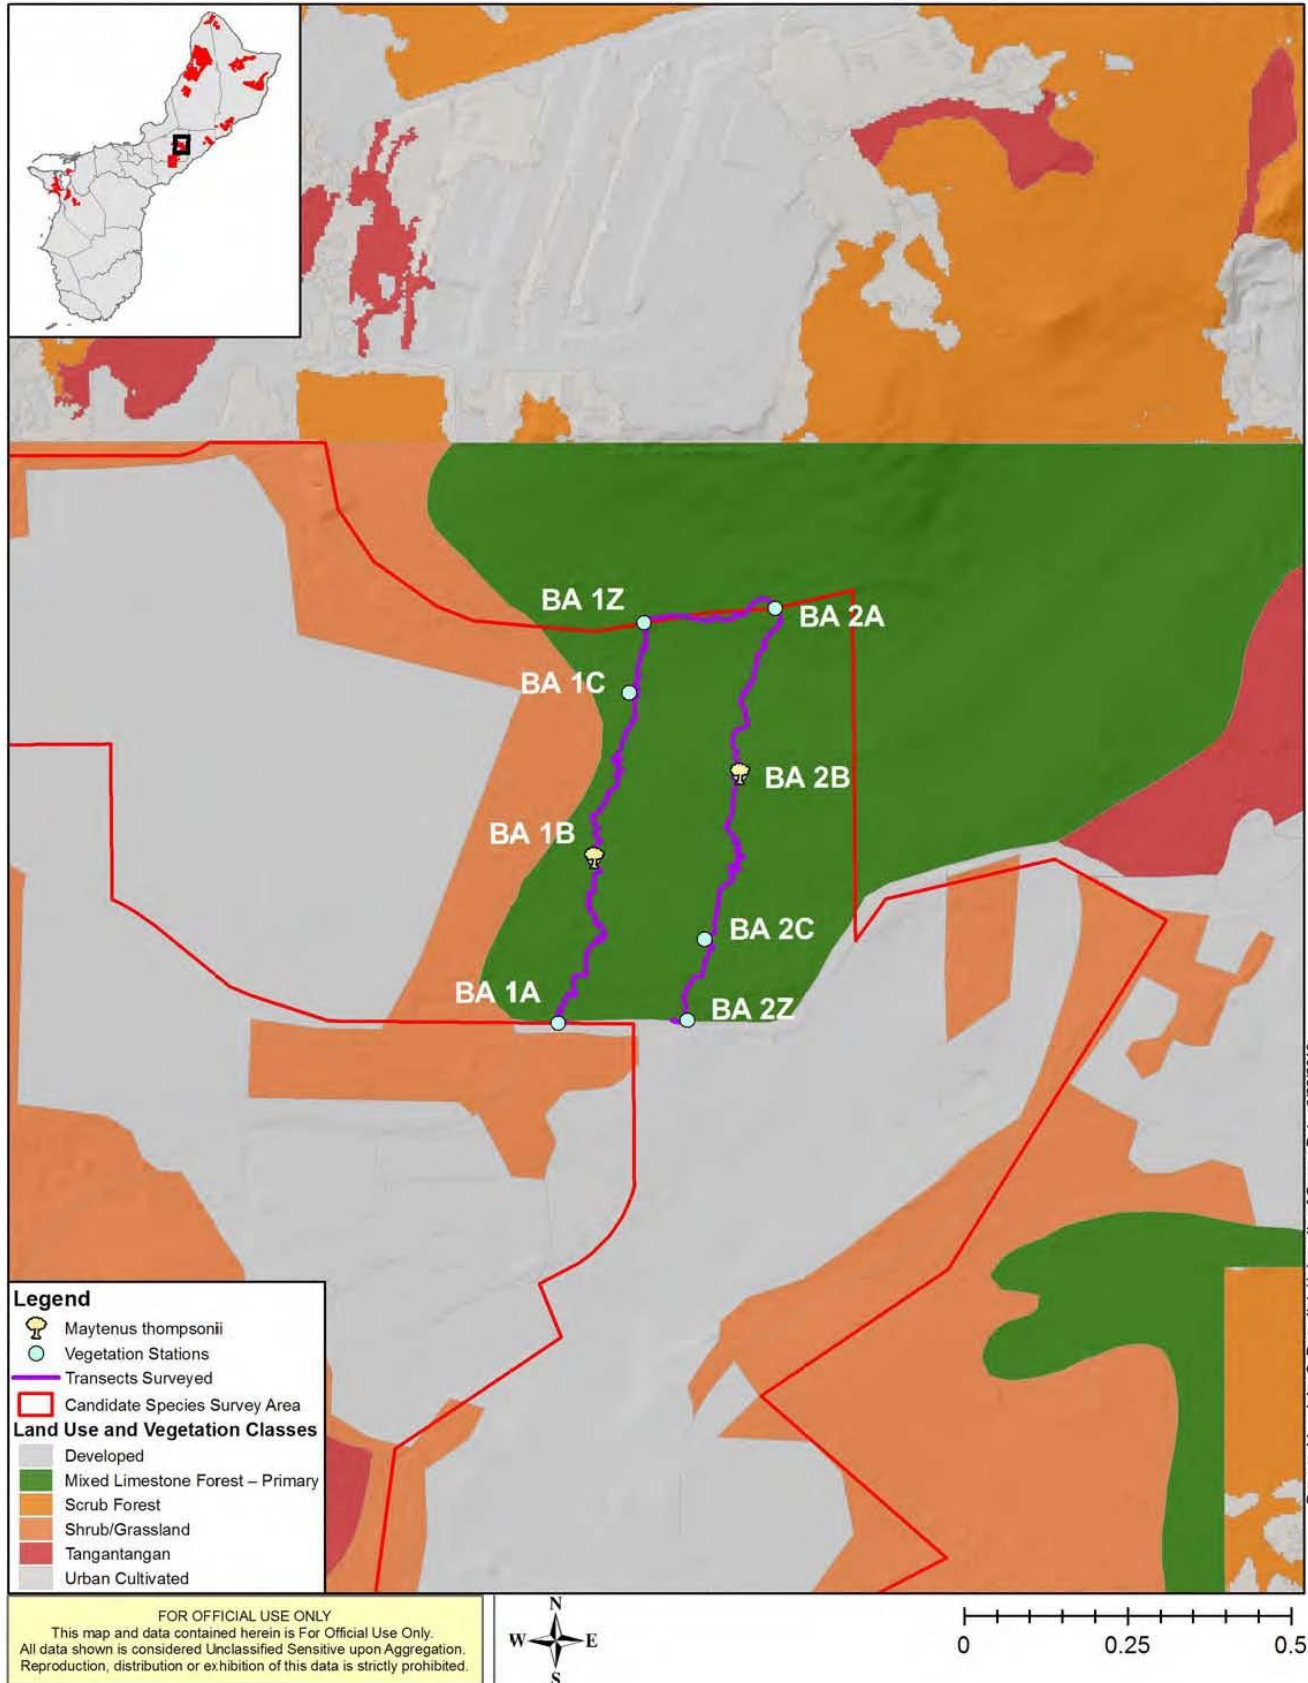 BA 1Z
BA 2A
BA 1C
BA 2B
BA 1B
BA 2C
BA 1A
BA 2Z
Legend
Maytenus thompsonii
Vegetation Stations
Transects Surveyed
Candidate Species Survey Area
Land Use and Vegetation Classes
Developed
Mixed Limestone Forest – Primary
Scrub Forest
Shrub/Grassland
Tangantangan
Urban Cultivated
FOR OFFICIAL USE ONLY
This map and data contained herein is For Official Use Only.
All data shown is considered Unclassified Sensitive upon Aggregation.
Reproduction, distribution or exhibition of this data is strictly prohibited.
N
W E
S
0 0.25 0.5